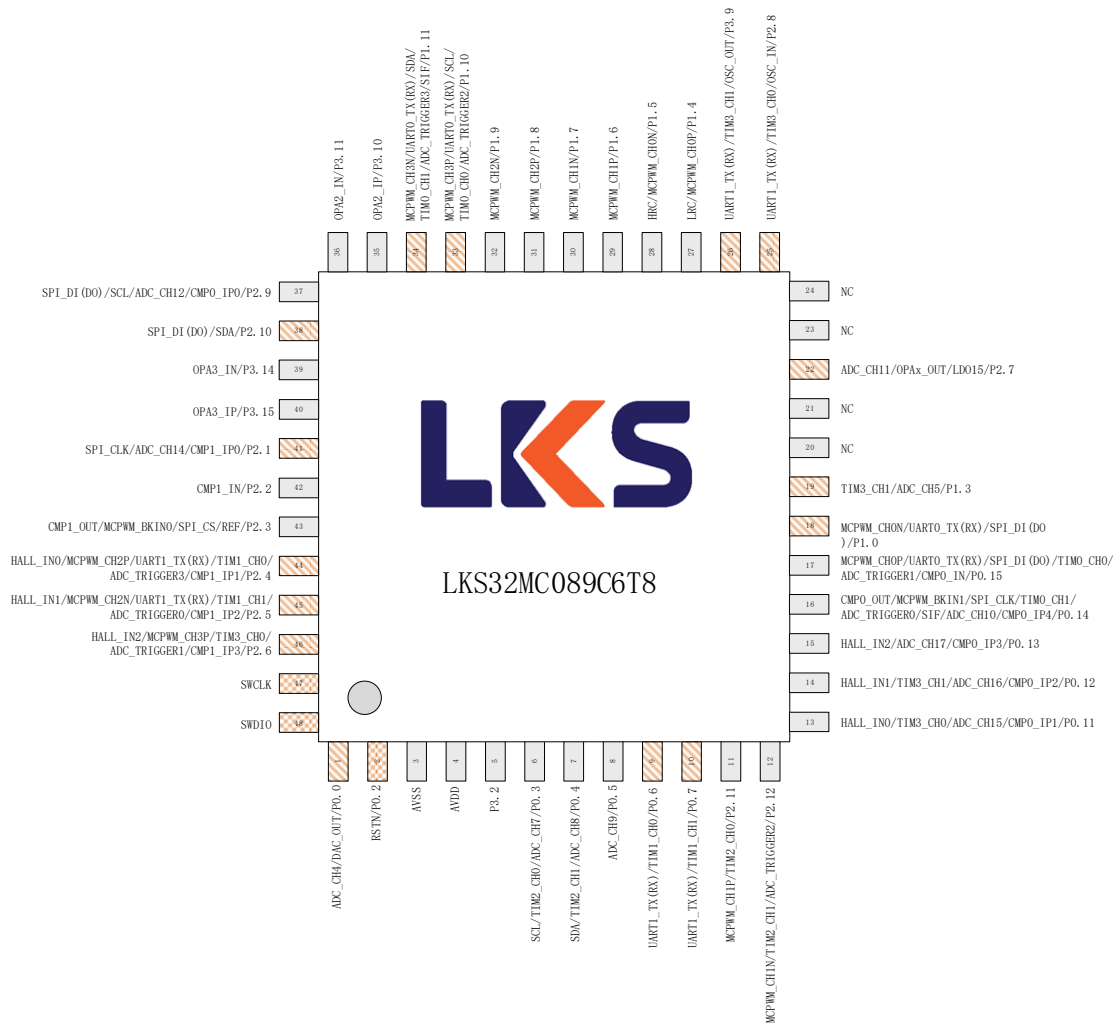 MCPWM_CH3N/UART0_TX(RX)/SDA/
TIM0_CH1/ADC_TRIGGER3/SIF/P1.11
MCPWM_CH3P/UART0_TX(RX)/SCL/
TIM0_CH0/ADC_TRIGGER2/P1.10
OPA2_IN/P3.11
OPA2_IP/P3.10
MCPWM_CH2N/P1.9
MCPWM_CH2P/P1.8
MCPWM_CH1N/P1.7
MCPWM_CH1P/P1.6
HRC/MCPWM_CH0N/P1.5
LRC/MCPWM_CH0P/P1.4
UART1_TX(RX)/TIM3_CH1/OSC_OUT/P3.9
UART1_TX(RX)/TIM3_CH0/OSC_IN/P2.8
36
35
34
33
32
31
30
29
28
27
26
25
SPI_DI(DO)/SCL/ADC_CH12/CMP0_IP0/P2.9
37
SPI_DI(DO)/SDA/P2.10
38
OPA3_IN/P3.14
39
OPA3_IP/P3.15
40
SPI_CLK/ADC_CH14/CMP1_IP0/P2.1
41
CMP1_IN/P2.2
42
CMP1_OUT/MCPWM_BKIN0/SPI_CS/REF/P2.3
43
HALL_IN0/MCPWM_CH2P/UART1_TX(RX)/TIM1_CH0/
ADC_TRIGGER3/CMP1_IP1/P2.4
44
HALL_IN1/MCPWM_CH2N/UART1_TX(RX)/TIM1_CH1/
ADC_TRIGGER0/CMP1_IP2/P2.5
45
HALL_IN2/MCPWM_CH3P/TIM3_CH0/
ADC_TRIGGER1/CMP1_IP3/P2.6
46
SWCLK
47
SWDIO
48
LKS
LKS32MC089C6T8
24
NC
23
NC
22
ADC_CH11/OPAx_OUT/LDO15/P2.7
21
NC
20
NC
19
TIM3_CH1/ADC_CH5/P1.3
18
MCPWM_CH0N/UART0_TX(RX)/SPI_DI(DO
)/P1.0
17
MCPWM_CH0P/UART0_TX(RX)/SPI_DI(DO)/TIM0_CH0/
ADC_TRIGGER1/CMP0_IN/P0.15
16
CMP0_OUT/MCPWM_BKIN1/SPI_CLK/TIM0_CH1/
ADC_TRIGGER0/SIF/ADC_CH10/CMP0_IP4/P0.14
15
HALL_IN2/ADC_CH17/CMP0_IP3/P0.13
14
HALL_IN1/TIM3_CH1/ADC_CH16/CMP0_IP2/P0.12
13
HALL_IN0/TIM3_CH0/ADC_CH15/CMP0_IP1/P0.11
1
2
3
4
5
6
7
8
9
10
11
12
ADC_CH4/DAC_OUT/P0.0
RSTN/P0.2
AVSS
AVDD
P3.2
SCL/TIM2_CH0/ADC_CH7/P0.3
SDA/TIM2_CH1/ADC_CH8/P0.4
ADC_CH9/P0.5
UART1_TX(RX)/TIM1_CH0/P0.6
UART1_TX(RX)/TIM1_CH1/P0.7
MCPWM_CH1P/TIM2_CH0/P2.11
MCPWM_CH1N/TIM2_CH1/ADC_TRIGGER2/P2.12